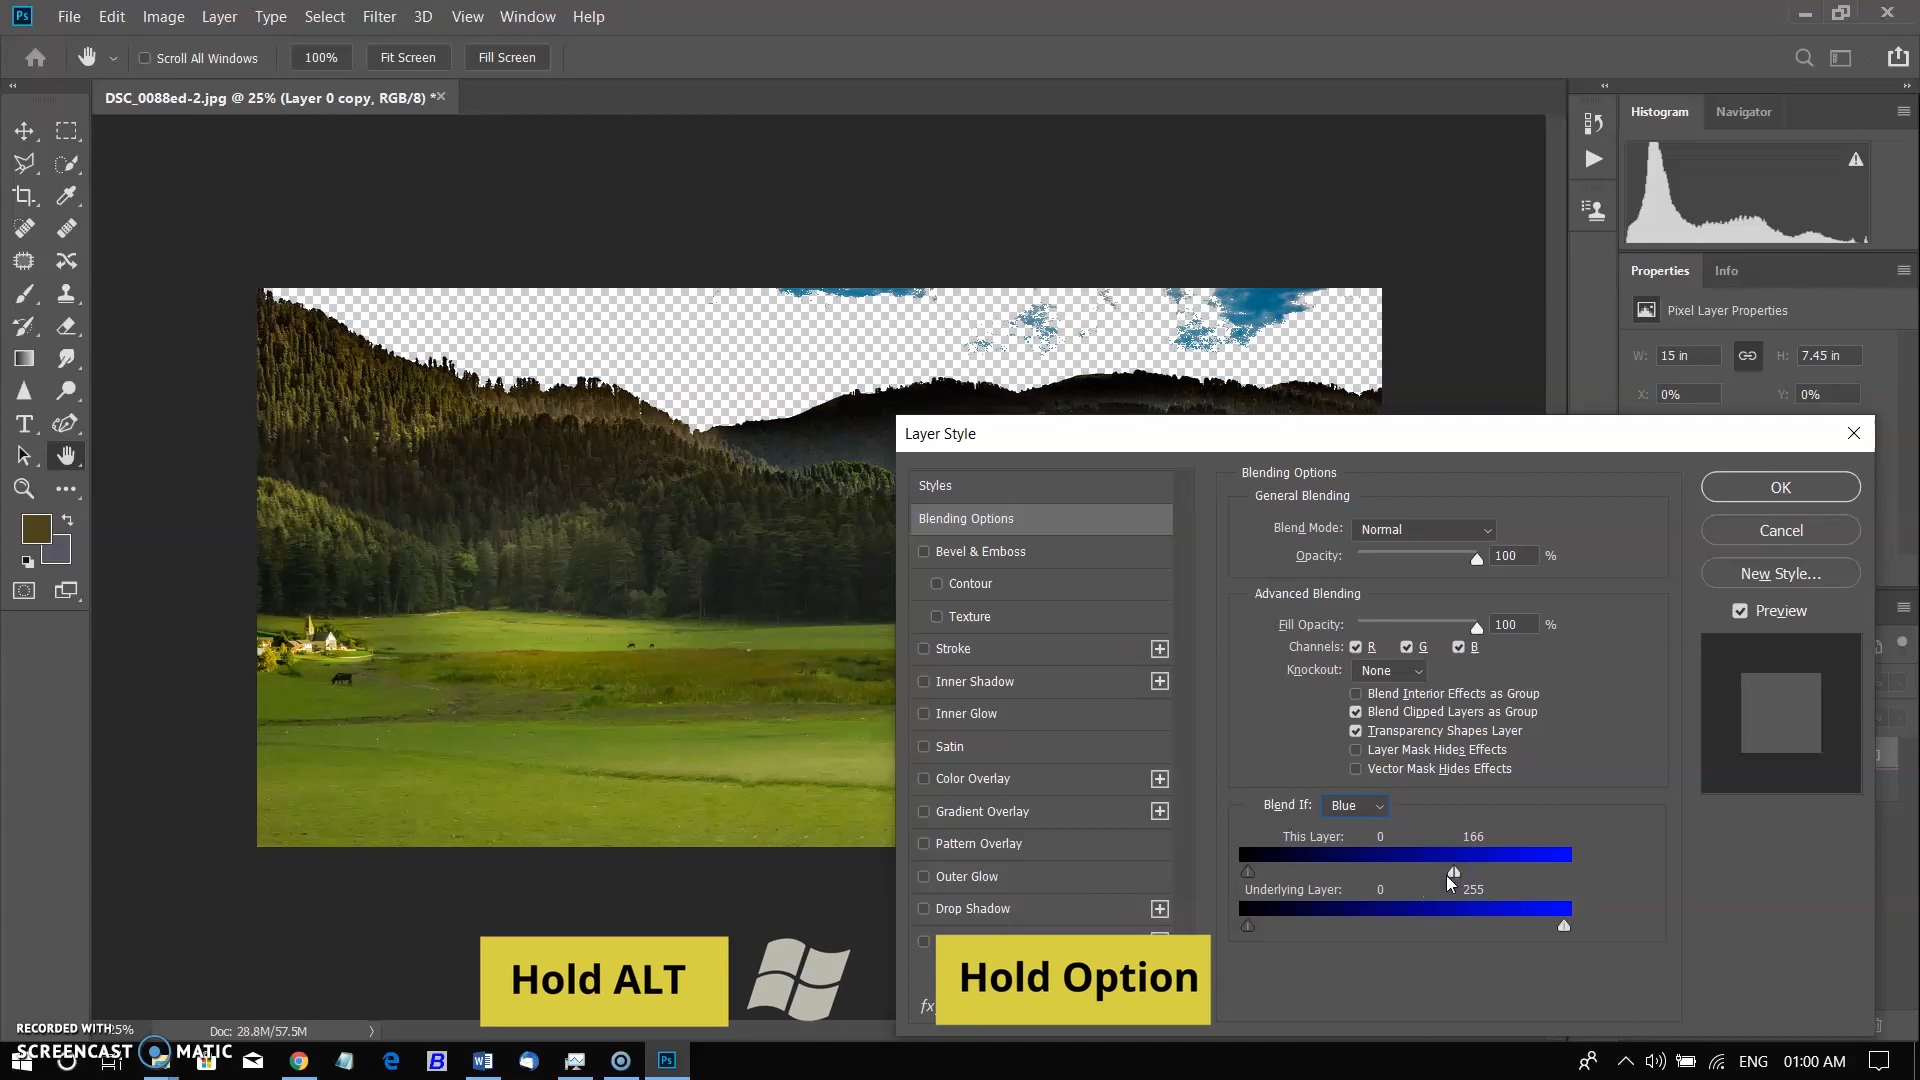 Ps File Edit Image Layer Type Select Filter 3D View Window Help
Scroll All Windows 100% Fit Screen Fill Screen
DSC_0088ed-2.jpg @ 25% (Layer 0 copy, RGB/8) *
Histogram Navigator
Properties Info
Pixel Layer Properties
W: 15 in H: 7.45 in
X: 0% Y: 0%
Layer Style
Styles
Blending Options
Bevel & Emboss
Contour
Texture
Stroke
Inner Shadow
Inner Glow
Satin
Color Overlay
Gradient Overlay
Pattern Overlay
Outer Glow
Drop Shadow
fx
Blending Options
General Blending
Blend Mode: Normal
Opacity: 100 %
Advanced Blending
Fill Opacity: 100 %
Channels: R G B
Knockout: None
Blend Interior Effects as Group
Blend Clipped Layers as Group
Transparency Shapes Layer
Layer Mask Hides Effects
Vector Mask Hides Effects
Blend If: Blue
This Layer: 0 166
Underlying Layer: 0 255
OK
Cancel
New Style...
Preview
Hold ALT
Hold Option
25% Doc: 28.8M/57.5M
RECORDED WITH
SCREENCAST MATIC
ENG 01:00 AM